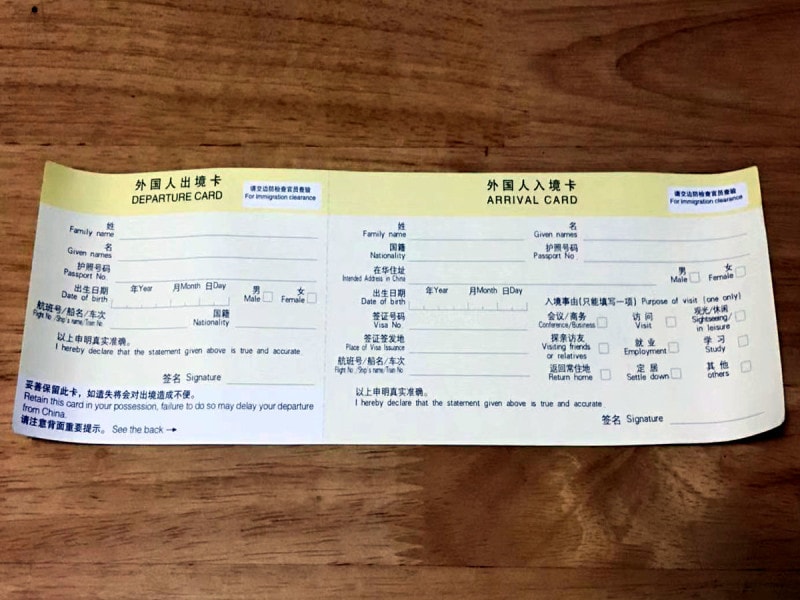 外国人出境卡
DEPARTURE CARD
请交边防检查官员查验
For Immigration clearance
姓
Family name
名
Given names
护照号码
Passport No.
出生日期
Date of birth
年Year 月Month 日Day
男
Male
女
Female
航班号/船名/车次
Flight No./Ship's name/Train No.
国籍
Nationality
以上申明真实准确。
I hereby declare that the statement given above is true and accurate.
签名 Signature
妥善保留此卡，如遗失将会对出境造成不便。
Retain this card in your possession, failure to do so may delay your departure
from China.
请注意背面重要提示。 See the back →
外国人入境卡
ARRIVAL CARD
请交边防检查官员查验
For Immigration clearance
姓
Family name
名
Given names
国籍
Nationality
护照号码
Passport No.
在华住址
Intended Address in China
男
Male
女
Female
出生日期
Date of birth
年Year 月Month 日Day
入境事由(只能填写一项) Purpose of visit (one only)
签证号码
Visa No.
会议/商务
Conference/Business
访问
Visit
观光/休闲
Sightseeing/
in leisure
签证签发地
Place of Visa Issuance
探亲访友
Visiting friends
or relatives
就业
Employment
学习
Study
航班号/船名/车次
Flight No./Ship's name/Train No.
返回常住地
Return home
定居
Settle down
其他
others
以上申明真实准确。
I hereby declare that the statement given above is true and accurate.
签名 Signature